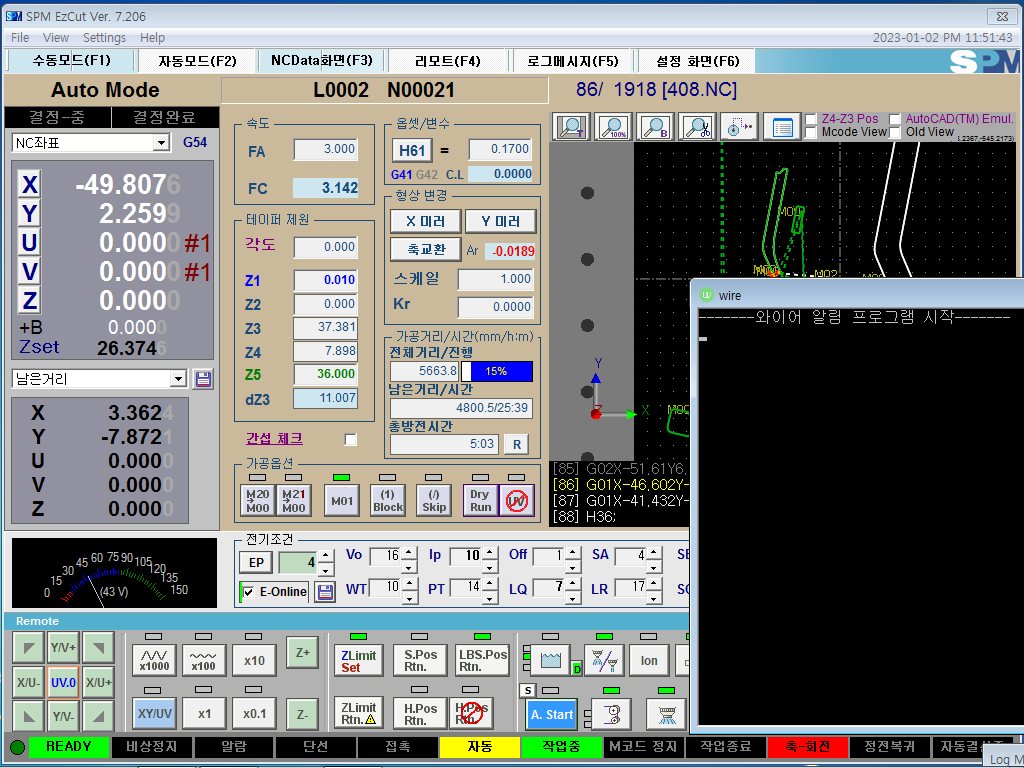 SPM EzCut Ver. 7.206
File View Settings Help
2023-01-02 PM 11:51:43
수동모드(F1) 자동모드(F2) NCData화면(F3) 리모트(F4) 로그메시지(F5) 설정 화면(F6)
SPM
Auto Mode
L0002 N00021
86/ 1918 [408.NC]
결정-중 결정완료
NC좌표 G54
X -49.8076
Y 2.2599
U 0.0000 #1
V 0.0000 #1
Z 0.0000
+B 0.0000
Zset 26.3746
남은거리
X 3.3624
Y -7.8721
U 0.0000
V 0.0000
Z 0.0000
속도
FA 3.000
FC 3.142
테이퍼 제원
각도 0.000
Z1 0.010
Z2 0.000
Z3 37.381
Z4 7.898
Z5 36.000
dZ3 11.007
간섭 체크
옵셋/변수
H61 = 0.1700
G41 G42 C.L 0.0000
형상 변경
X 미러 Y 미러
축교환 Ar -0.0189
스케일 1.000
Kr 0.0000
가공거리/시간(mm/h:m)
전체거리/진행
5663.8 15%
남은거리/시간
4800.5/25:39
총방전시간
5:03 R
가공옵션
M20 M00 M21 M00 M01 (1) Block (/) Skip Dry Run UV
T 100% B
Z4-Z3 Pos AutoCAD(TM) Emul.
Mcode View Old View
M01
M02
Y
X
Z
[85] G02X-51,61Y6,
[86] G01X-46,602Y-
[87] G01X-41,432Y-
[88] H36;
wire
-------와이어 알림 프로그램 시작-------
0 15 30 45 60 75 90 105 120 135 150
(43 V)
전기조건
EP 4
E-Online
Vo 16 Ip 10 Off 1 SA 4
WT 10 PT 14 LQ 7 LR 17
Remote
Y/V+
X/U- UV.0 X/U+
Y/V-
x1000 x100 x10 Z+
XY/UV x1 x0.1 Z-
ZLimit Set S.Pos Rtn. LBS.Pos Rtn.
ZLimit Rtn. H.Pos Rtn. H.Pos Rtn.
D Ion
S A. Start
READY 비상정지 알람 단선 접촉 자동 작업중 M코드 정지 작업종료 축-회전 정전복귀
Log M